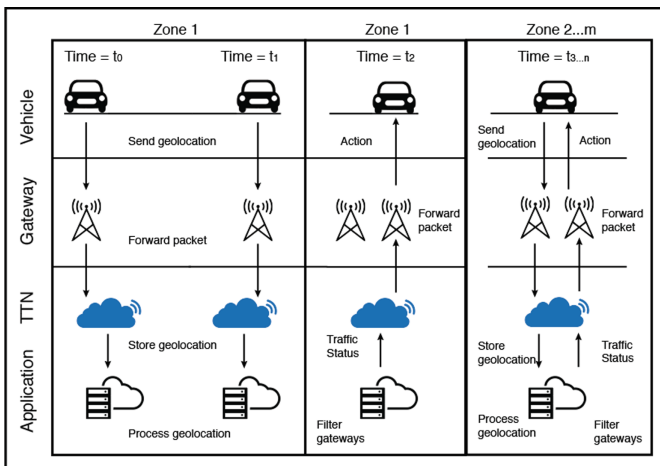 Zone 1
Zone 1
Zone 2...m
Time = t0
Time = t1
Time = t2
Time = t3...n
Vehicle
Send geolocation
Action
Send
geolocation
Action
Gateway
Forward packet
Forward
packet
Forward
packet
TTN
Store geolocation
Traffic
Status
Store
geolocation
Traffic
Status
Application
Process geolocation
Filter
gateways
Process
geolocation
Filter
gateways